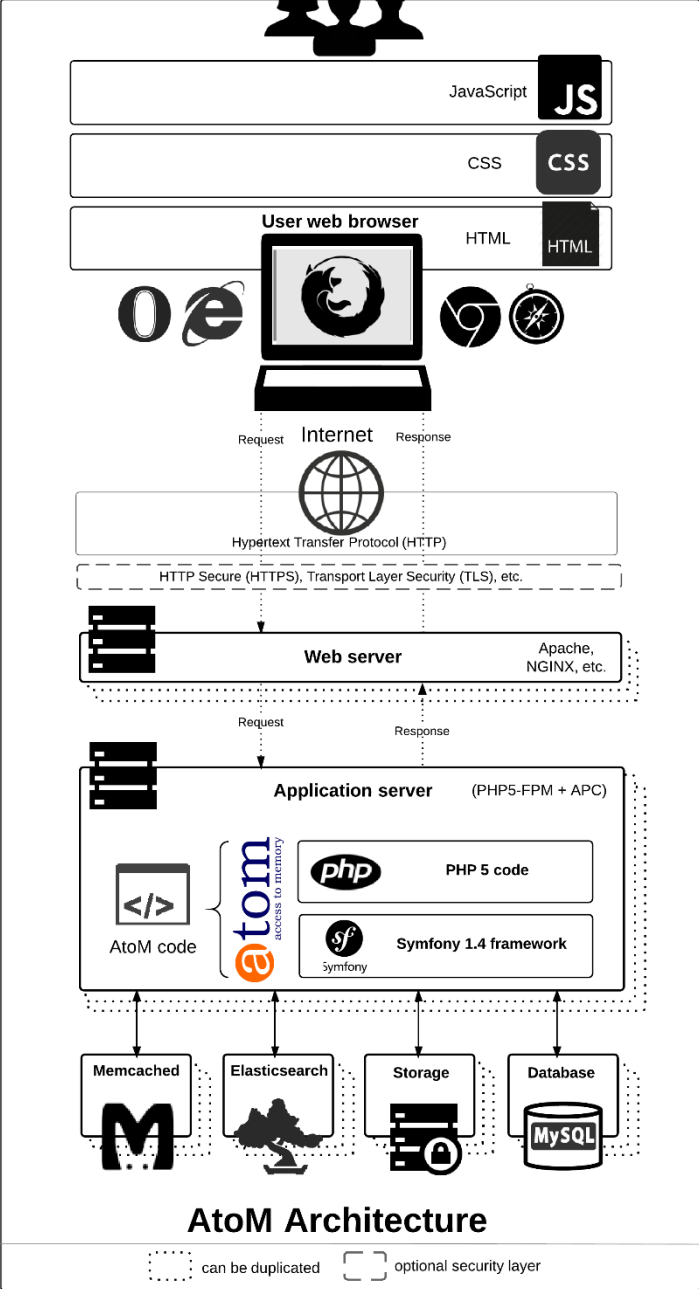 JavaScript
JS
CSS
CSS
User web browser
HTML
HTML
Request
Internet
Response
Hypertext Transfer Protocol (HTTP)
HTTP Secure (HTTPS), Transport Layer Security (TLS), etc.
Web server
Apache,
NGINX, etc.
Request
Response
Application server
(PHP5-FPM + APC)
</>
AtoM code
atom
access to memory
php
PHP 5 code
sf
Symfony
Symfony 1.4 framework
Memcached
Elasticsearch
Storage
Database
MySQL
AtoM Architecture
can be duplicated
optional security layer